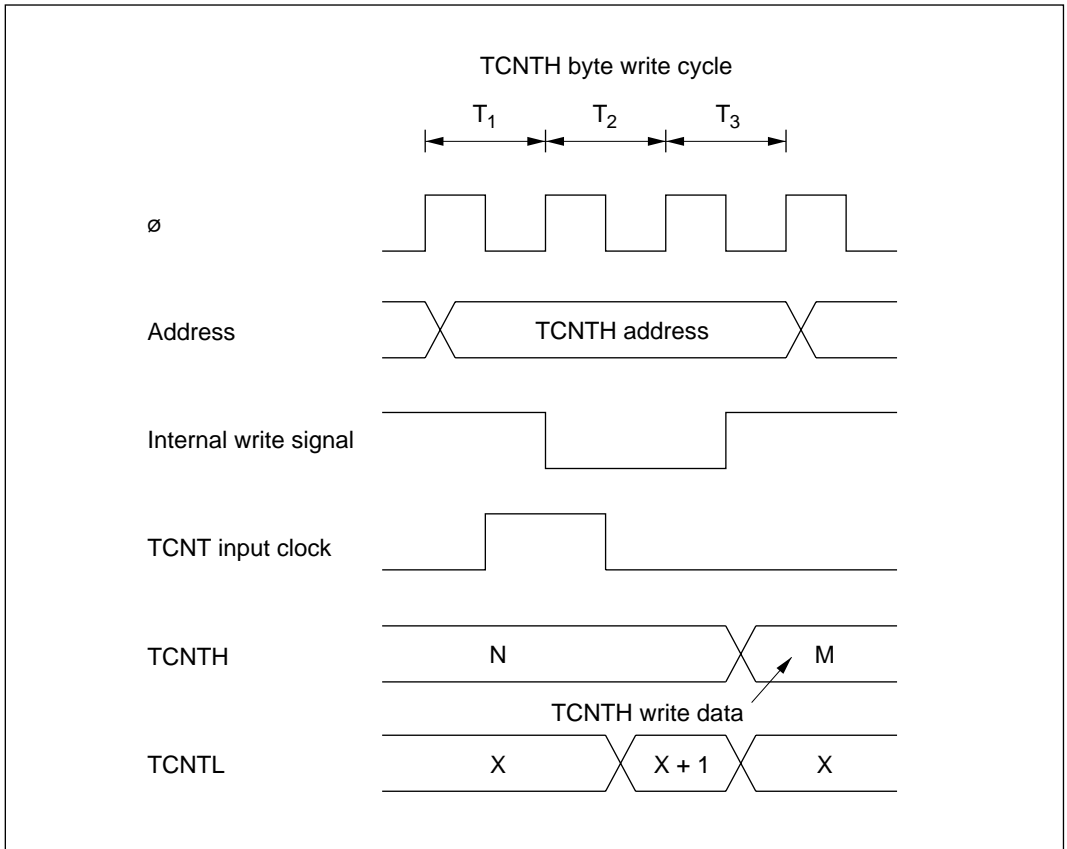 TCNTH byte write cycle
T1 T2 T3
ø
Address TCNTH address
Internal write signal
TCNT input clock
TCNTH N M
TCNTH write data
TCNTL X X + 1 X